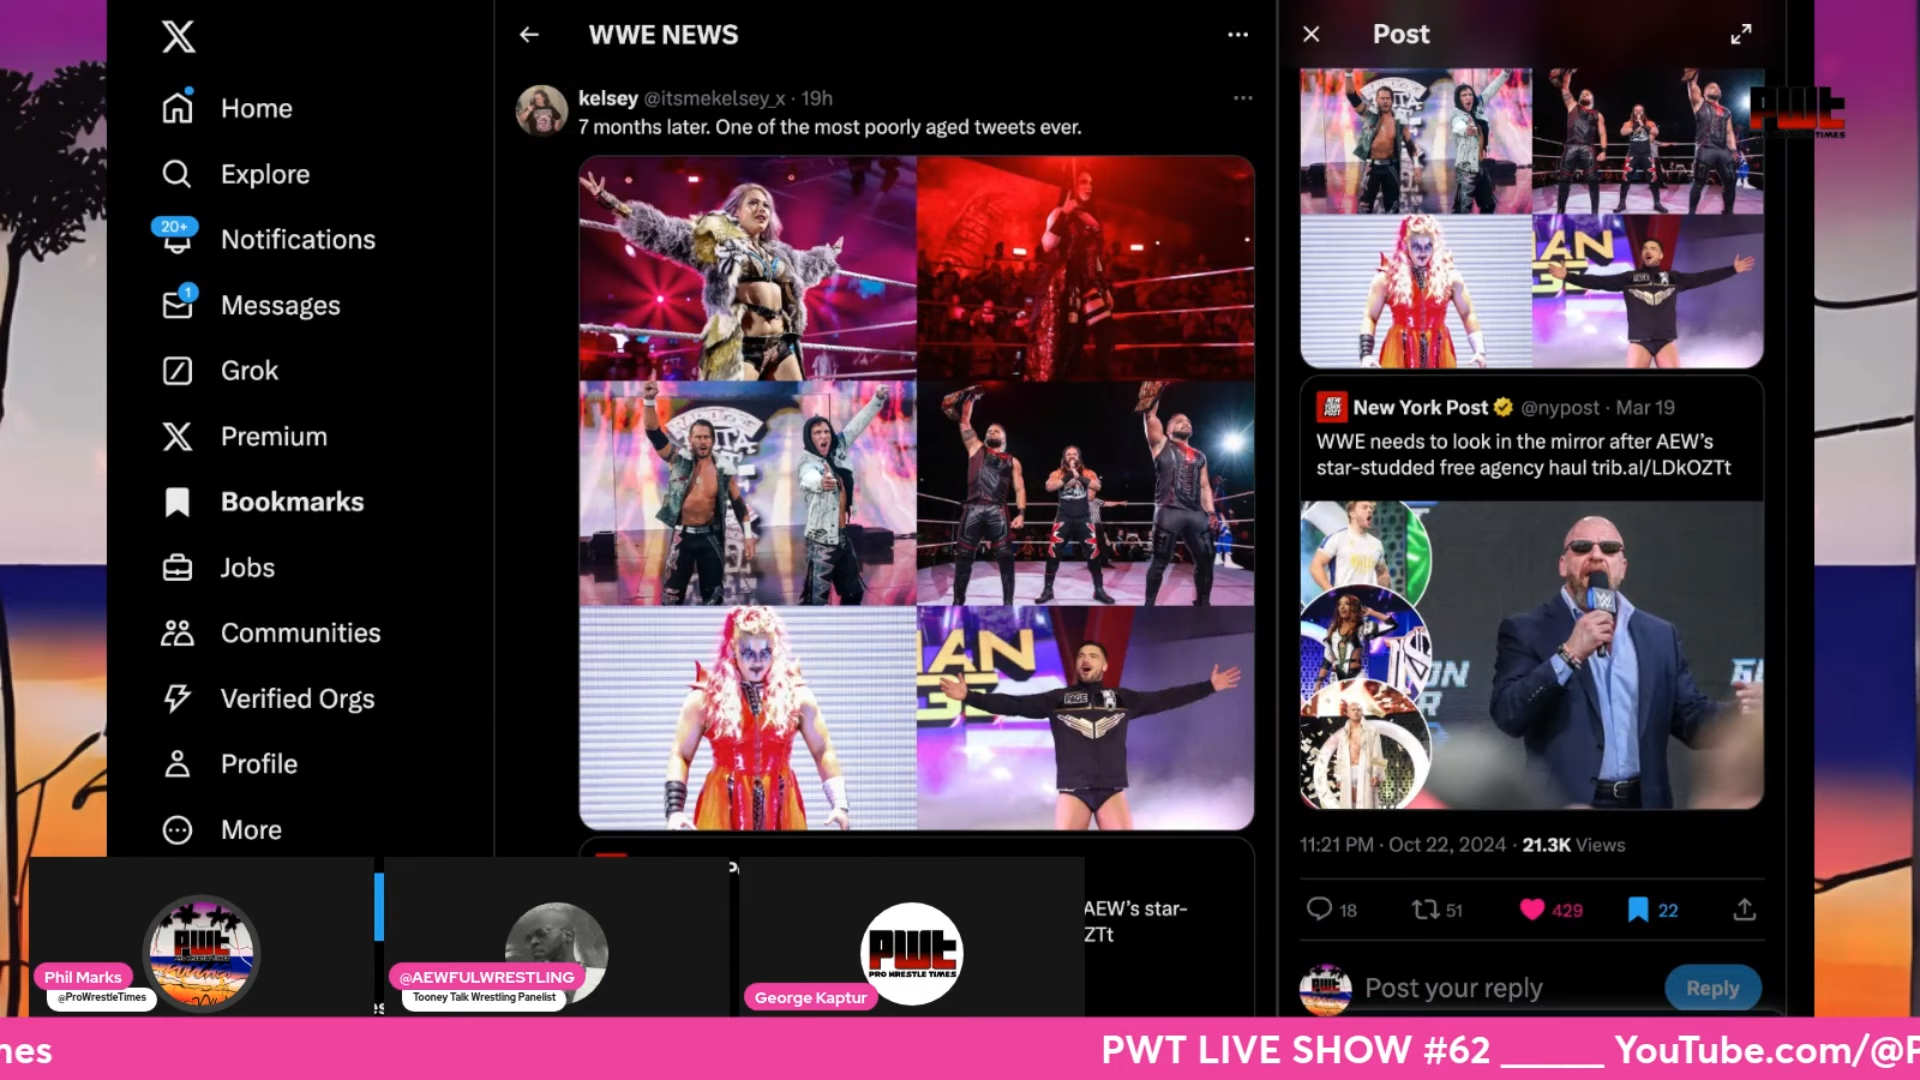 Home
Explore
20+
Notifications
1
Messages
Grok
Premium
Bookmarks
Jobs
Communities
Verified Orgs
Profile
More
WWE NEWS
kelsey @itsmekelsey_x · 19h
7 months later. One of the most poorly aged tweets ever.
AEW's star-
ZTt
Post
PWT
New York Post @nypost · Mar 19
WWE needs to look in the mirror after AEW's
star-studded free agency haul trib.al/LDkOZTt
11:21 PM · Oct 22, 2024 · 21.3K Views
18 51 429 22
Post your reply
Reply
Phil Marks
@ProWrestleTimes
@AEWFULWRESTLING
Tooney Talk Wrestling Panelist
PWT
PRO WRESTLE TIMES
George Kaptur
mes PWT LIVE SHOW #62 _____ YouTube.com/@P